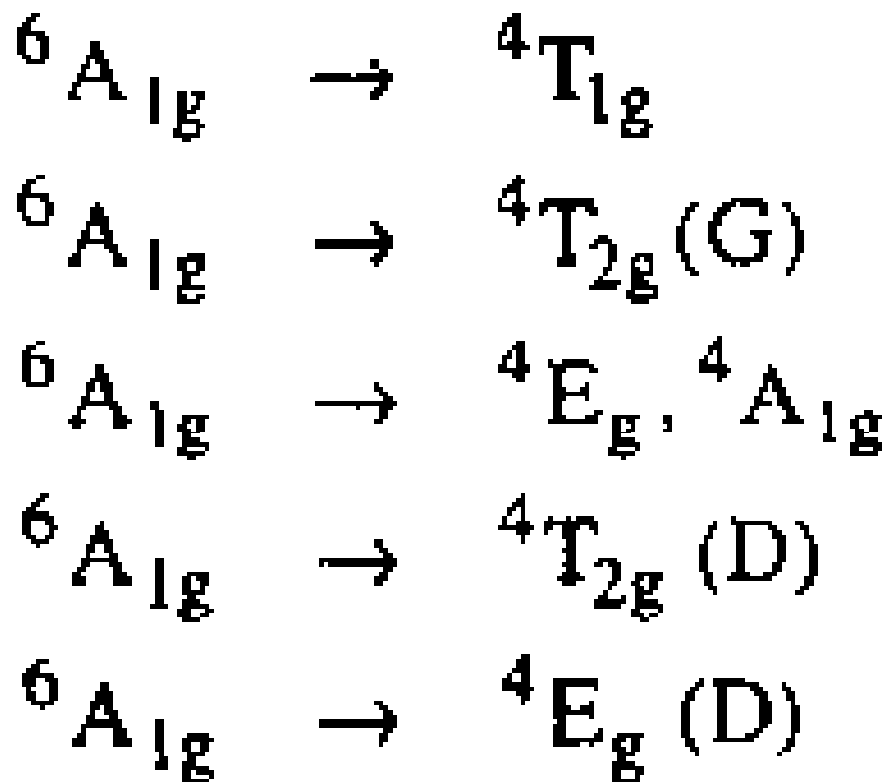 ⁶A₁g → ⁴T₁g
⁶A₁g → ⁴T₂g(G)
⁶A₁g → ⁴Eg, ⁴A₁g
⁶A₁g → ⁴T₂g (D)
⁶A₁g → ⁴Eg (D)